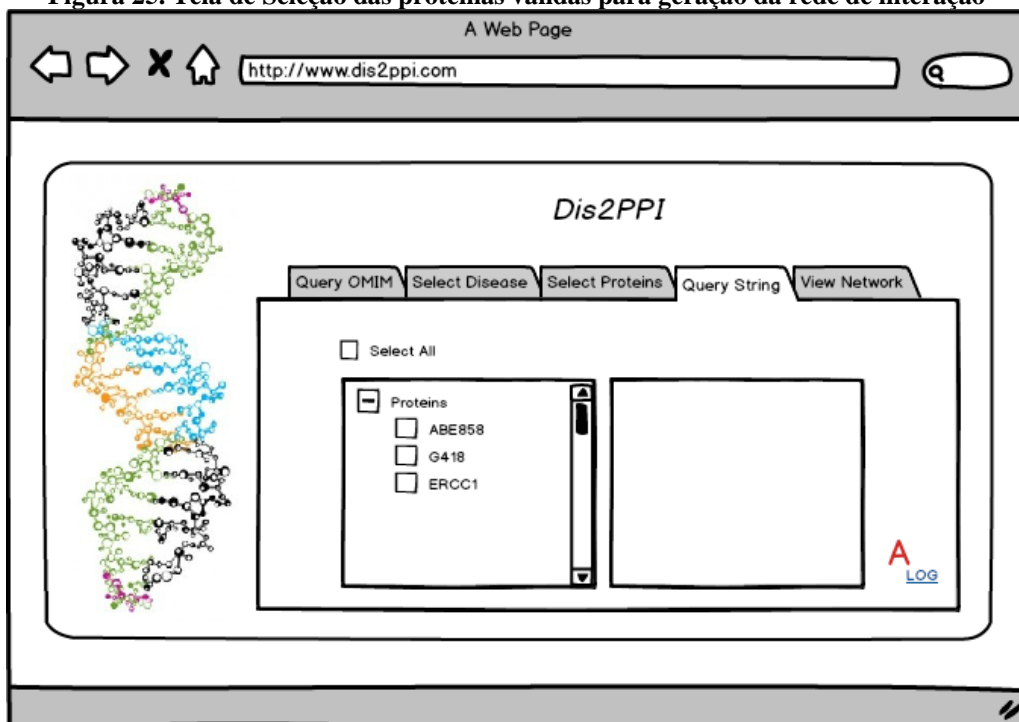 Figura 25. Tela de Seleção das proteínas válidas para geração da rede de interação
A Web Page
http://www.dis2ppi.com
Dis2PPI
Query OMIM Select Disease Select Proteins Query String View Network
Select All
Proteins
ABE858
G418
ERCC1
A
LOG